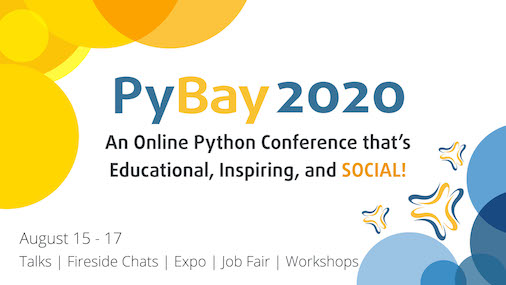 PyBay 2020
An Online Python Conference that's
Educational, Inspiring, and SOCIAL!
August 15 - 17
Talks | Fireside Chats | Expo | Job Fair | Workshops